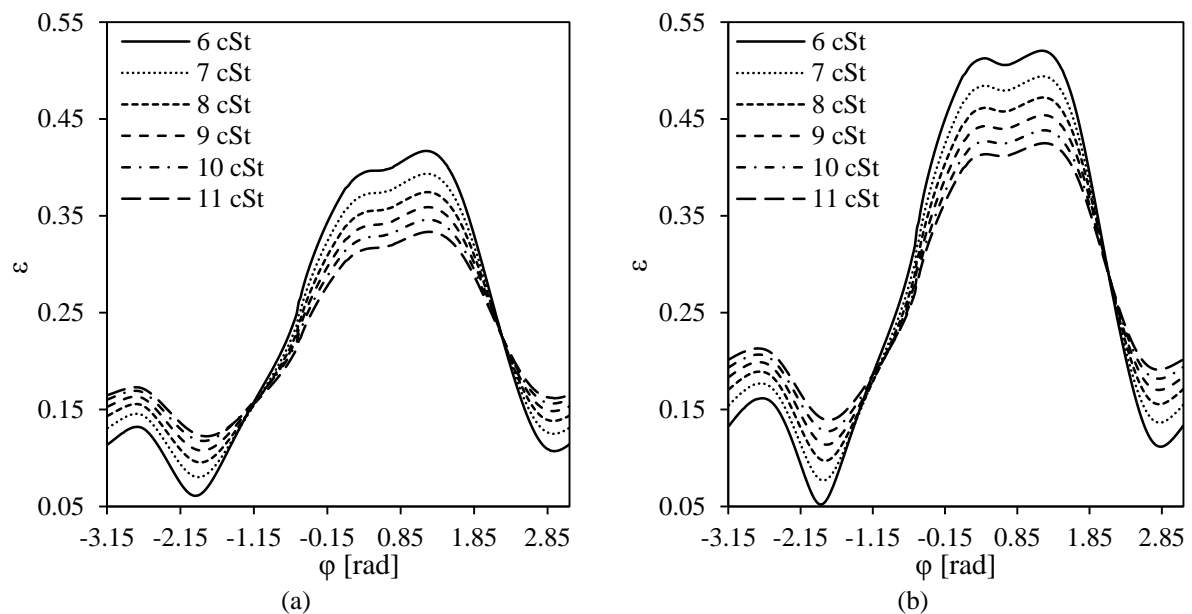 0.55
0.45
0.35
0.25
0.15
0.05
ε
6 cSt
7 cSt
8 cSt
9 cSt
10 cSt
11 cSt
-3.15 -2.15 -1.15 -0.15 0.85 1.85 2.85
φ [rad]
(a)
0.55
0.45
0.35
0.25
0.15
0.05
ε
6 cSt
7 cSt
8 cSt
9 cSt
10 cSt
11 cSt
-3.15 -2.15 -1.15 -0.15 0.85 1.85 2.85
φ [rad]
(b)